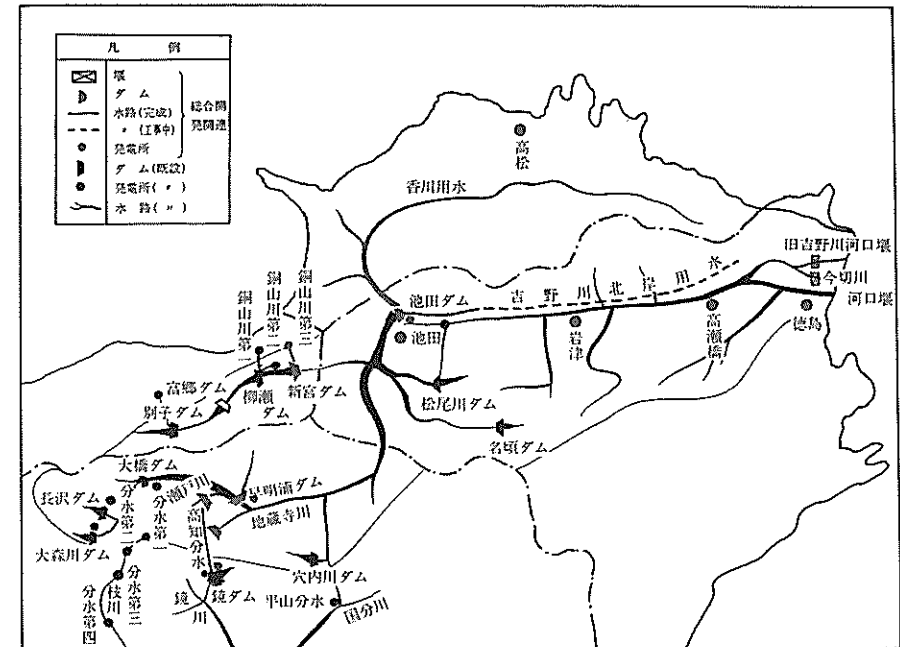 凡 例
堰
ダム
水路(完成)
〃(工事中)
発電所
総合開
発関連
ダム(既設)
発電所(〃)
水路(〃)
高松
香川用水
旧吉野川河口堰
今切川
河口堰
吉野川北岸用水
池田ダム
池田
岩津
高瀬橋
徳島
銅山川第一
銅山川第二
銅山川第三
富郷ダム
別子ダム
柳瀬
ダム
新宮ダム
松尾川ダム
名頃ダム
大橋ダム
瀬戸川
早明浦ダム
地蔵寺川
長沢ダム
分水第二
分水第一
高知分水
大森川ダム
穴内川ダム
分水第三
枝川
分水第四
鏡ダム
鏡
川
平山分水
国分川